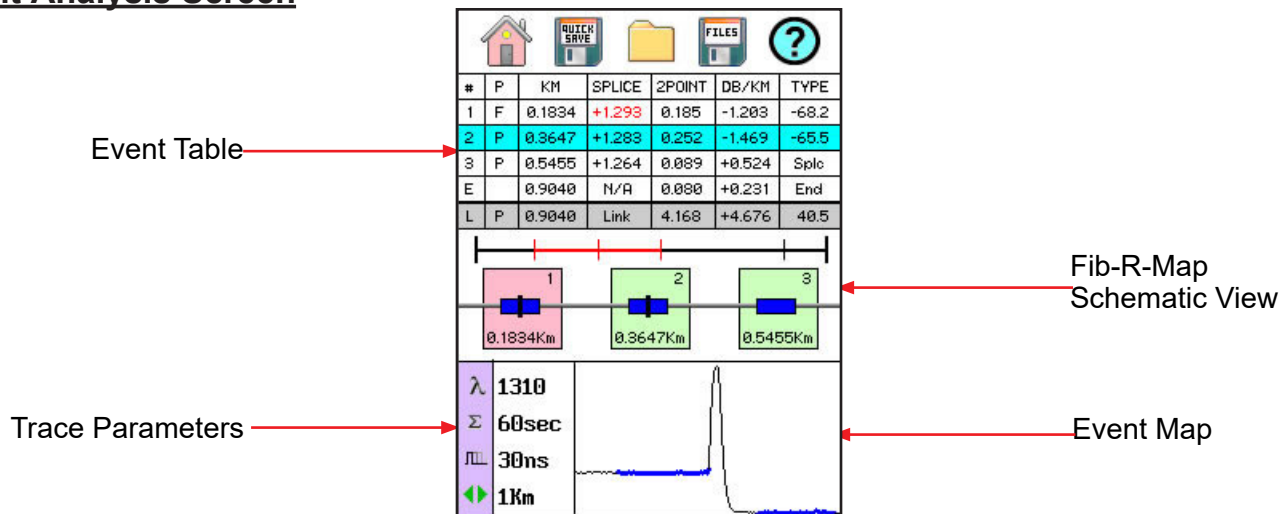 t Analysis Screen
QUICK
SAVE
FILES
?
# P KM SPLICE 2POINT DB/KM TYPE
1 F 0.1834 +1.293 0.185 -1.203 -68.2
2 P 0.3647 +1.283 0.252 -1.469 -65.5
3 P 0.5455 +1.264 0.089 +0.524 Splc
E 0.9040 N/A 0.080 +0.231 End
L P 0.9040 Link 4.168 +4.676 40.5
Event Table
1 2 3
0.1834Km 0.3647Km 0.5455Km
Fib-R-Map
Schematic View
λ 1310
Σ 60sec
30ns
1Km
Trace Parameters
Event Map